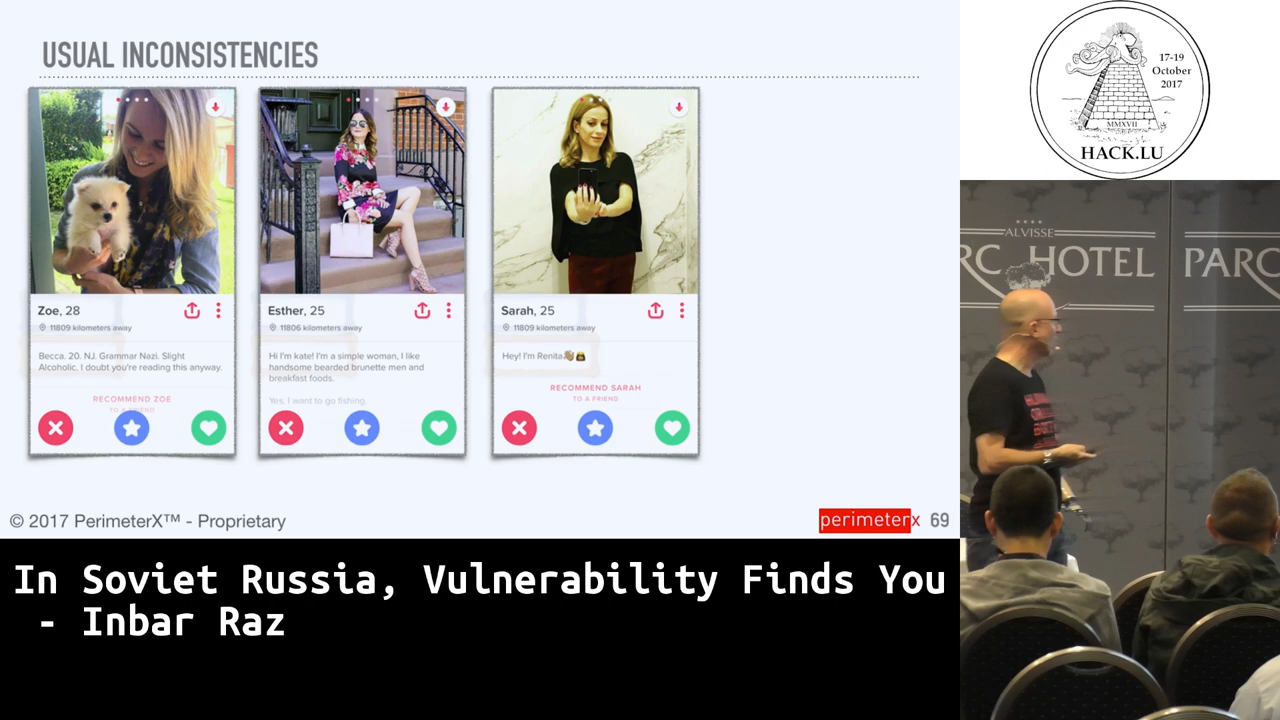 USUAL INCONSISTENCIES
Zoe, 28
11809 kilometers away
Becca. 20. NJ. Grammar Nazi. Slight
Alcoholic. I doubt you're reading this anyway.
RECOMMEND ZOE
TO A FRIEND
Esther, 25
11806 kilometers away
Hi I'm kate! I'm a simple woman, I like
handsome bearded brunette men and
breakfast foods.
Yes, I want to go fishing.
Sarah, 25
11809 kilometers away
Hey! I'm Renita👋🏽🙆🏽
RECOMMEND SARAH
TO A FRIEND
© 2017 PerimeterX™ - Proprietary
perimeterx 69
17-19
October
2017
MMXVII
HACK.LU
ALVISSE
RC HOTEL
PARC
In Soviet Russia, Vulnerability Finds You
- Inbar Raz